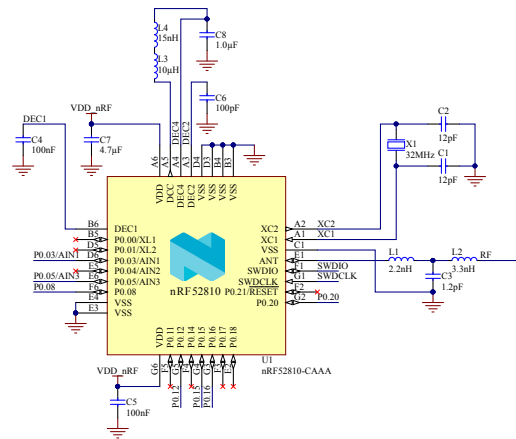 L4
15nH
C8
1.0µF
L3
10µH
DEC4
DEC2
C6
100pF
DEC1
VDD_nRF
C4
100nF
C7
4.7µF
C2
12pF
X1
32MHz
C1
12pF
A6
A5
A4
A3
D4
D3
B4
B3
VDD
DCC
DEC4
DEC2
VSS
VSS
VSS
VSS
B6
DEC1
B5
P0.00/XL1
D5
P0.01/XL2
P0.03/AIN1
D6
P0.03/AIN1
E5
P0.04/AIN2
P0.05/AIN3
E6
P0.05/AIN3
P0.08
F6
P0.08
E4
VSS
E3
VSS
nRF52810
XC2
A2
XC2
XC1
A1
XC1
VSS
C1
ANT
E1
SWDIO
F1
SWDIO
SWDCLK
G1
SWDCLK
P0.21/RESET
F2
P0.20
G2
P0.20
L1
2.2nH
L2
3.3nH
RF
C3
1.2pF
VDD
P0.11
P0.12
P0.14
P0.15
P0.16
P0.17
P0.18
G6
F5
G5
F4
G4
G3
F3
E2
P0.12
P0.15
P0.16
U1
nRF52810-CAAA
VDD_nRF
C5
100nF